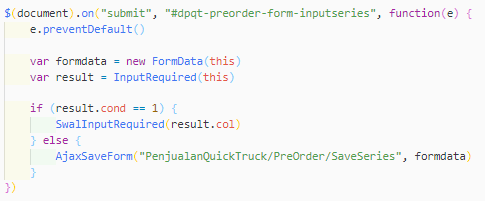 $(document).on("submit", "#dpqt-preorder-form-inputseries", function(e) {
    e.preventDefault()

    var formdata = new FormData(this)
    var result = InputRequired(this)

    if (result.cond == 1) {
        SwalInputRequired(result.col)
    } else {
        AjaxSaveForm("PenjualanQuickTruck/PreOrder/SaveSeries", formdata)
    }
})